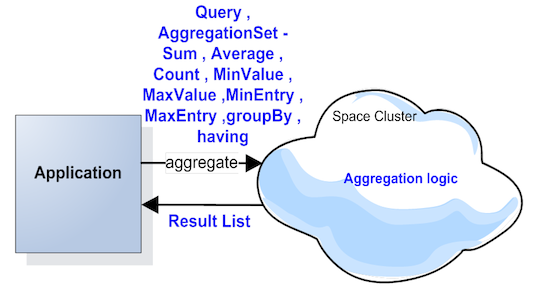 Query ,
AggregationSet -
Sum , Average ,
Count , MinValue ,
MaxValue ,MinEntry ,
MaxEntry ,groupBy ,
having
Space Cluster
aggregate
Application
Aggregation logic
Result List